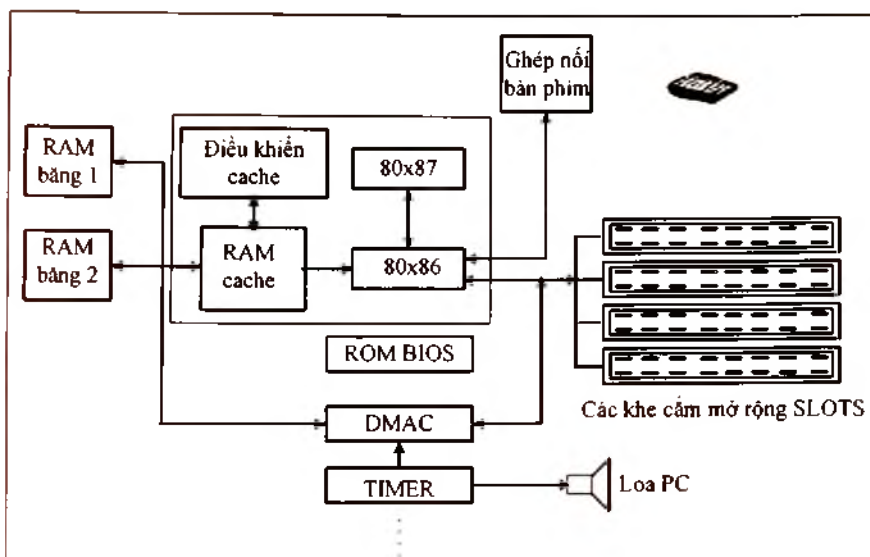 Ghép nối
bàn phím
RAM
băng 1
Điều khiển
cache
80x87
RAM
băng 2
RAM
cache
80x86
ROM BIOS
Các khe cắm mở rộng SLOTS
DMAC
TIMER
Loa PC